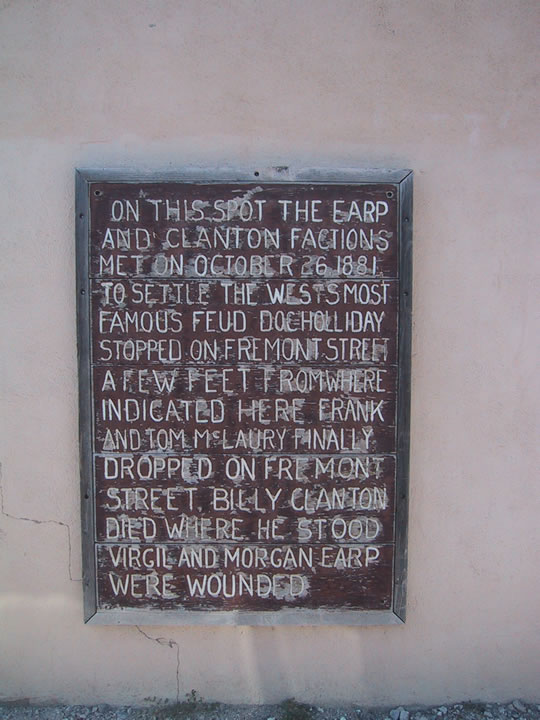 ON THIS SPOT THE EARP
AND CLANTON FACTIONS
MET ON OCTOBER 26 1881
TO SETTLE THE WESTS MOST
FAMOUS FEUD DOC HOLLIDAY
STOPPED ON FREMONT STREET
A FEW FEET FROM WHERE
INDICATED HERE FRANK
AND TOM McLAURY FINALLY
DROPPED ON FREMONT
STREET. BILLY CLANTON
DIED WHERE HE STOOD
VIRGIL AND MORGAN EARP
WERE WOUNDED